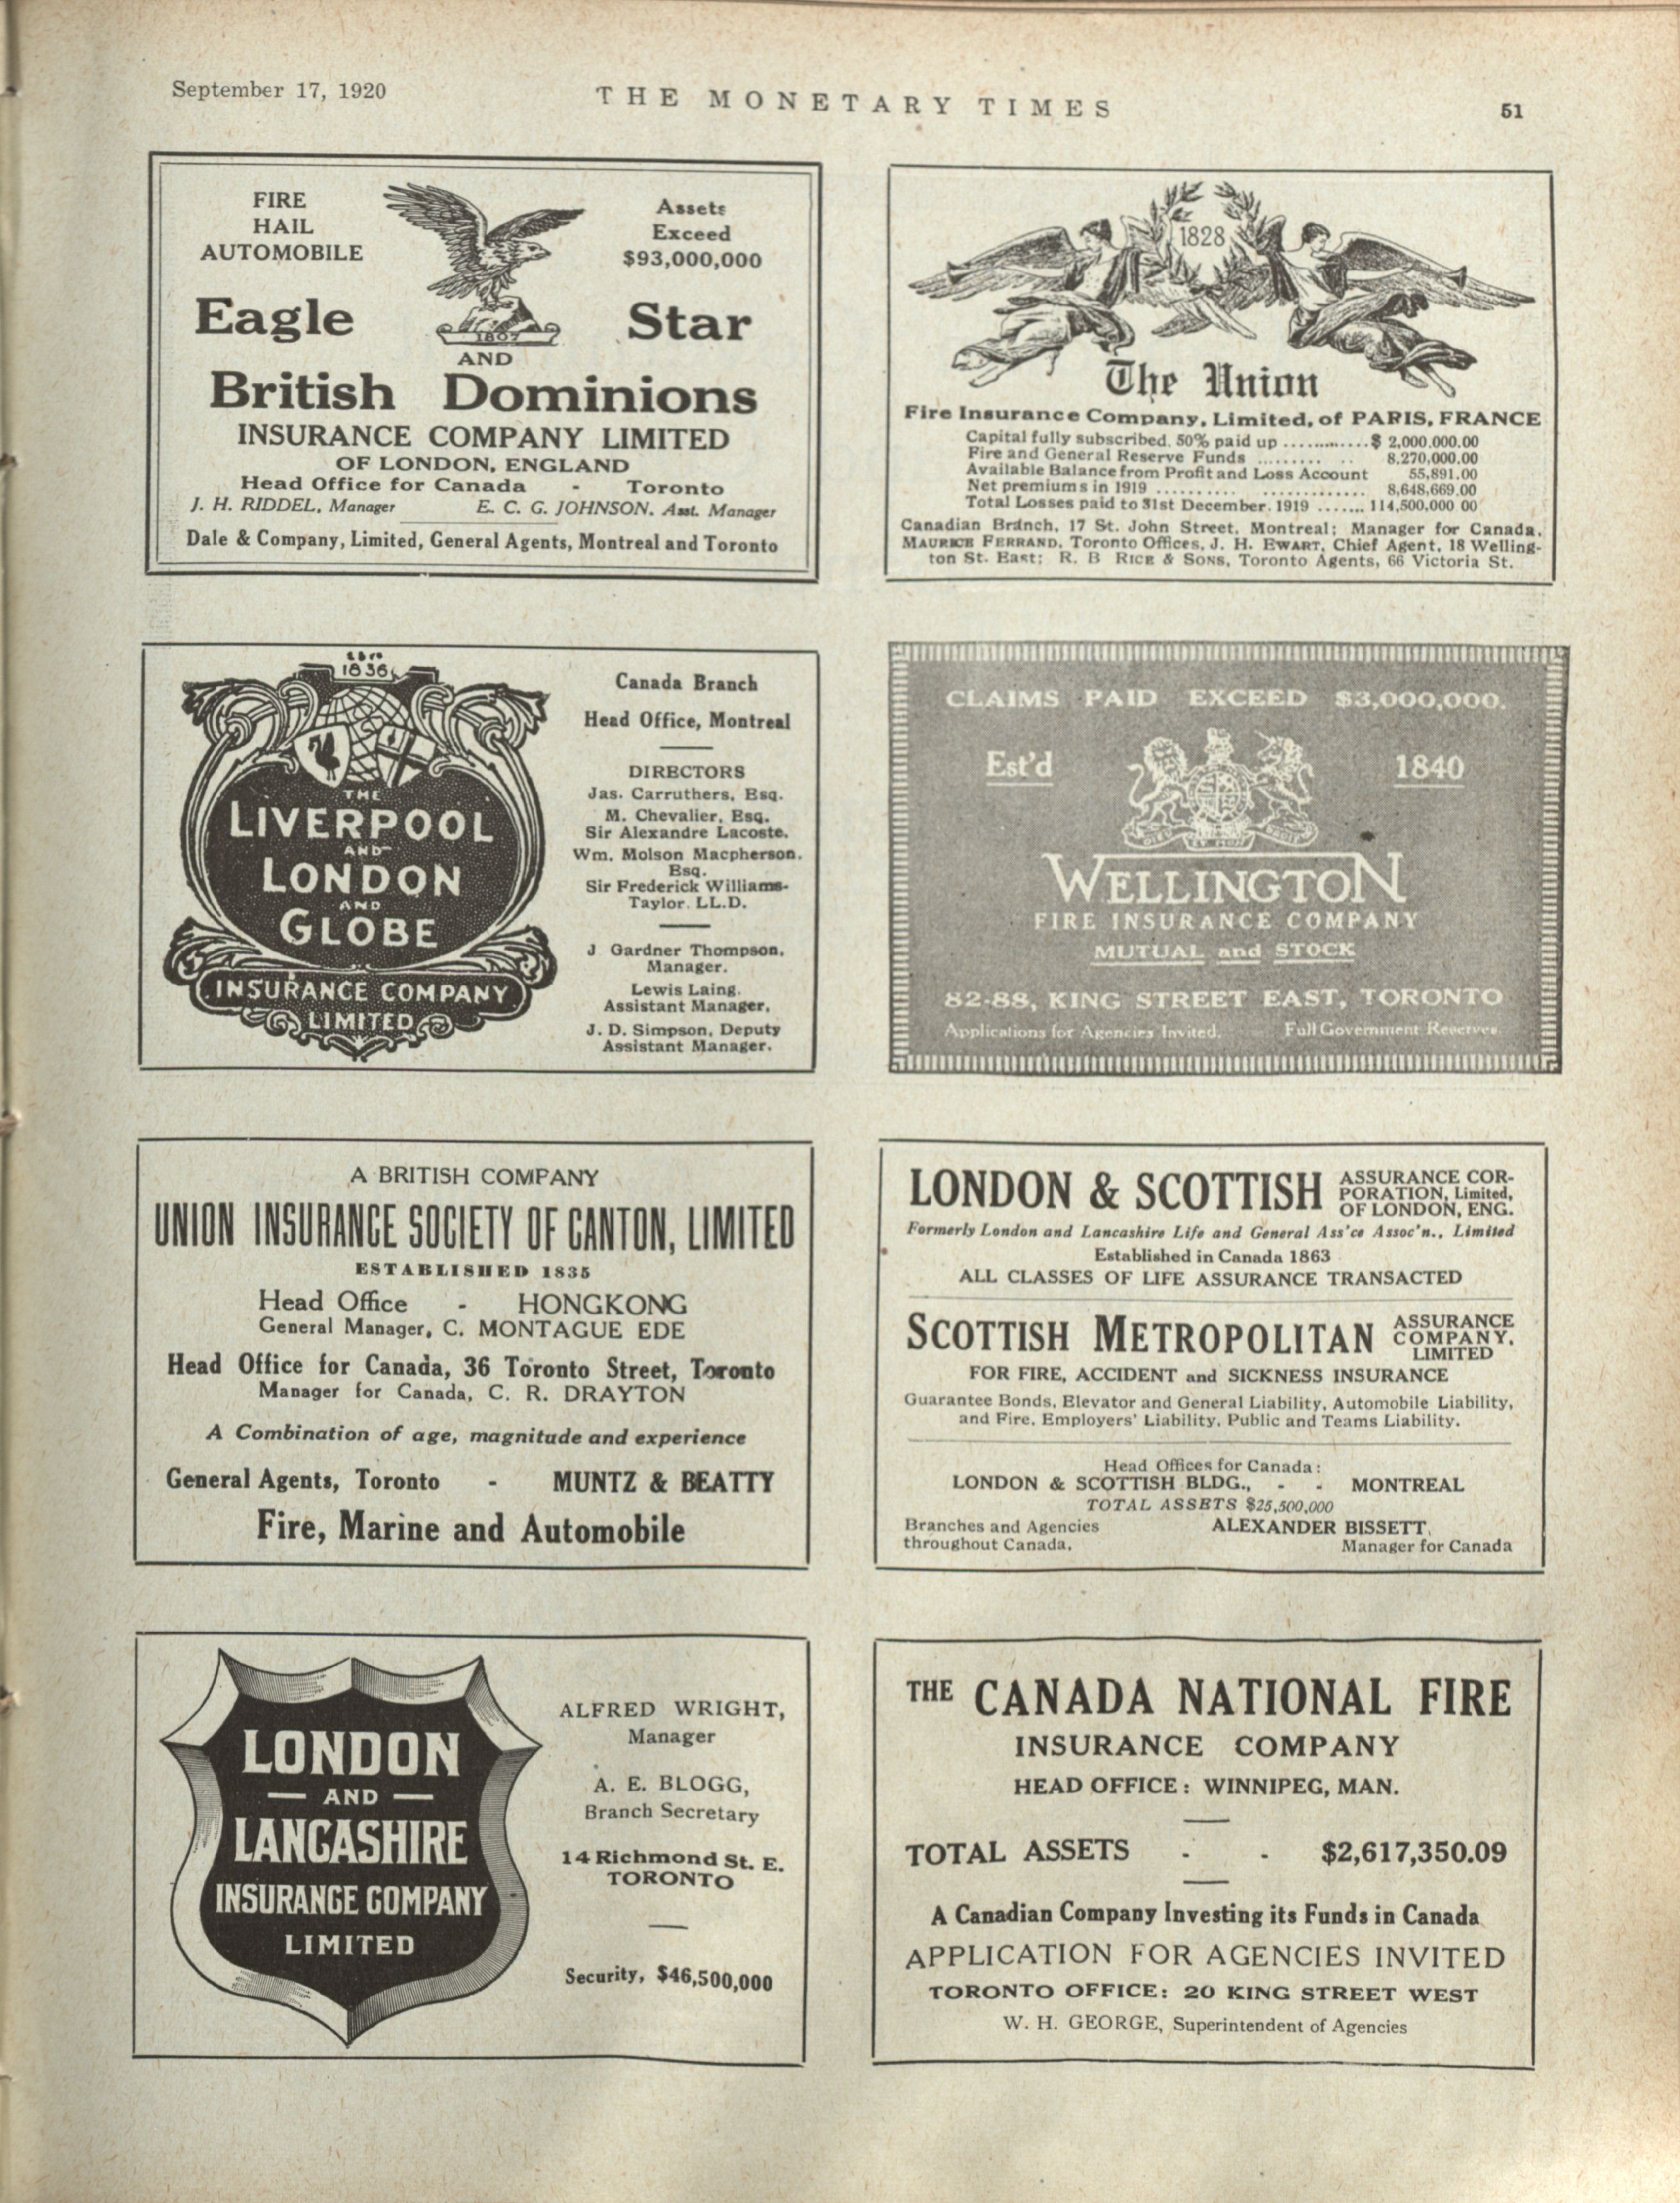 September 17, 1920
THE MONETARY TIMES
51
FIRE
HAIL
AUTOMOBILE
Assets
Exceed
$93,000,000
Eagle Star
1807
AND
British Dominions
INSURANCE COMPANY LIMITED
OF LONDON, ENGLAND
Head Office for Canada - Toronto
J. H. RIDDEL, Manager E. C. G. JOHNSON, Asst. Manager
Dale & Company, Limited, General Agents, Montreal and Toronto
1828
The Union
Fire Insurance Company, Limited, of PARIS, FRANCE
Capital fully subscribed, 50% paid up ............$ 2,000,000.00
Fire and General Reserve Funds ......... .. 8,270,000.00
Available Balance from Profit and Loss Account 55,891.00
Net premiums in 1919 .......... ............. 8,648,669.00
Total Losses paid to 31st December, 1919 ....... 114,500,000 00
Canadian Branch, 17 St. John Street, Montreal; Manager for Canada,
MAURICE FERRAND. Toronto Offices, J. H. EWART, Chief Agent, 18 Welling-
ton St. East; R. B RICE & SONS, Toronto Agents, 66 Victoria St.
1836
THE
LIVERPOOL
AND
LONDON
AND
GLOBE
INSURANCE COMPANY
LIMITED
Canada Branch
Head Office, Montreal
DIRECTORS
Jas. Carruthers, Esq.
M. Chevalier, Esq.
Sir Alexandre Lacoste.
Wm. Molson Macpherson,
Esq.
Sir Frederick Williams-
Taylor, LL.D.
J Gardner Thompson,
Manager.
Lewis Laing,
Assistant Manager,
J. D. Simpson, Deputy
Assistant Manager.
CLAIMS PAID EXCEED $3,000,000.
Est'd 1840
WELLINGTON
FIRE INSURANCE COMPANY
MUTUAL and STOCK
82-88, KING STREET EAST, TORONTO
Applications for Agencies Invited. Full Government Reserves
A BRITISH COMPANY
UNION INSURANCE SOCIETY OF CANTON, LIMITED
ESTABLISHED 1835
Head Office - HONGKONG
General Manager, C. MONTAGUE EDE
Head Office for Canada, 36 Toronto Street, Toronto
Manager for Canada, C. R. DRAYTON
A Combination of age, magnitude and experience
General Agents, Toronto - MUNTZ & BEATTY
Fire, Marine and Automobile
LONDON & SCOTTISH ASSURANCE COR-
PORATION, Limited,
OF LONDON, ENG.
Formerly London and Lancashire Life and General Ass'ce Assoc'n., Limited
Established in Canada 1863
ALL CLASSES OF LIFE ASSURANCE TRANSACTED
SCOTTISH METROPOLITAN ASSURANCE
COMPANY,
LIMITED
FOR FIRE, ACCIDENT and SICKNESS INSURANCE
Guarantee Bonds, Elevator and General Liability, Automobile Liability,
and Fire, Employers' Liability, Public and Teams Liability.
Head Offices for Canada:
LONDON & SCOTTISH BLDG., - - MONTREAL
TOTAL ASSETS $25,500,000
Branches and Agencies
throughout Canada.
ALEXANDER BISSETT,
Manager for Canada
LONDON
AND
LANCASHIRE
INSURANCE COMPANY
LIMITED
ALFRED WRIGHT,
Manager
A. E. BLOGG,
Branch Secretary
14 Richmond St. E.
TORONTO
Security, $46,500,000
THE CANADA NATIONAL FIRE
INSURANCE COMPANY
HEAD OFFICE: WINNIPEG, MAN.
TOTAL ASSETS - - $2,617,350.09
A Canadian Company Investing its Funds in Canada
APPLICATION FOR AGENCIES INVITED
TORONTO OFFICE: 20 KING STREET WEST
W. H. GEORGE, Superintendent of Agencies